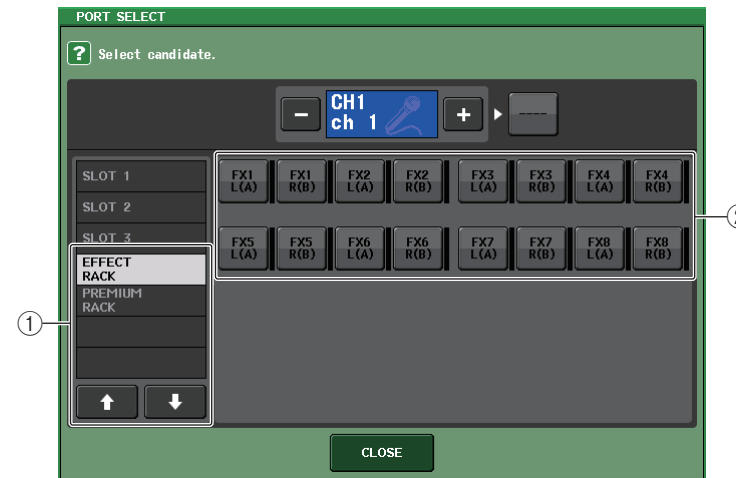 PORT SELECT
? Select candidate.
− CH1 ch 1 + ----
SLOT 1
SLOT 2
SLOT 3
EFFECT
RACK
PREMIUM
RACK
FX1 L(A) FX1 R(B) FX2 L(A) FX2 R(B) FX3 L(A) FX3 R(B) FX4 L(A) FX4 R(B)
FX5 L(A) FX5 R(B) FX6 L(A) FX6 R(B) FX7 L(A) FX7 R(B) FX8 L(A) FX8 R(B)
①
CLOSE